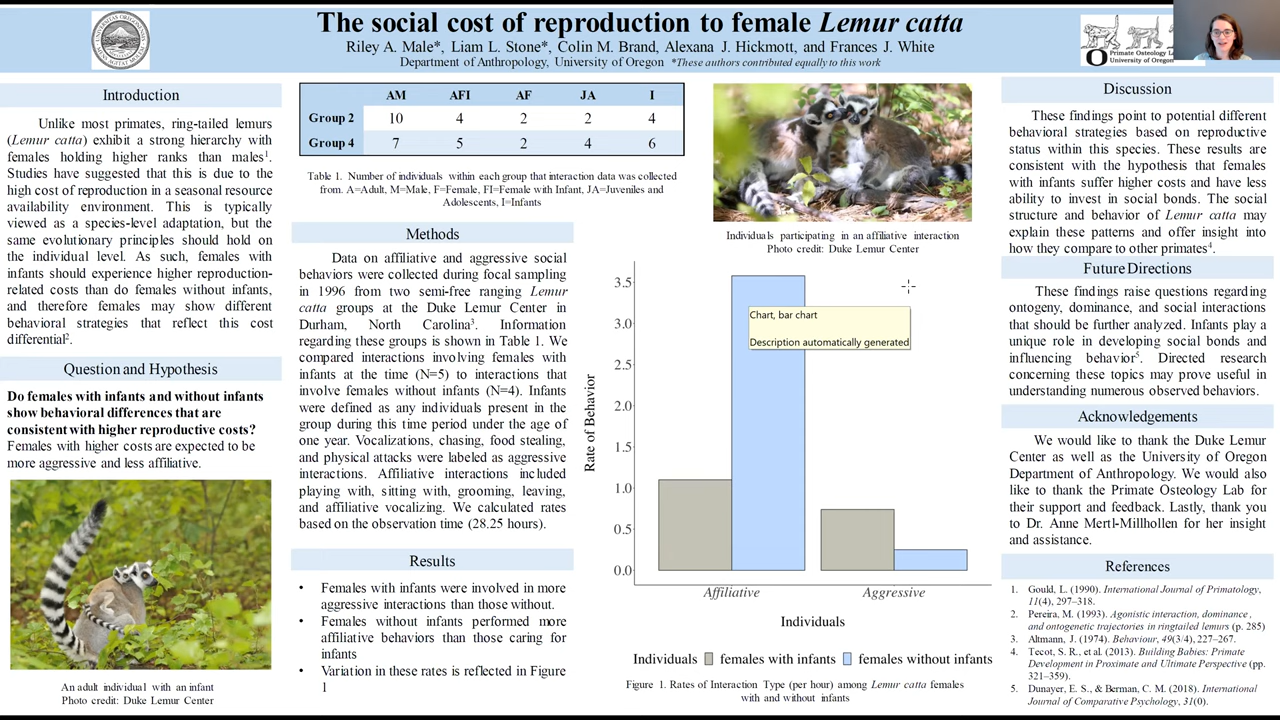 The social cost of reproduction to female Lemur catta
Riley A. Male*, Liam L. Stone*, Colin M. Brand, Alexana J. Hickmott, and Frances J. White
Department of Anthropology, University of Oregon *These authors contributed equally to this work
Primate Osteology
University of Oregon
Introduction
Unlike most primates, ring-tailed lemurs
(Lemur catta) exhibit a strong hierarchy with
females holding higher ranks than males1.
Studies have suggested that this is due to the
high cost of reproduction in a seasonal resource
availability environment. This is typically
viewed as a species-level adaptation, but the
same evolutionary principles should hold on
the individual level. As such, females with
infants should experience higher reproduction-
related costs than do females without infants,
and therefore females may show different
behavioral strategies that reflect this cost
differential2.
Question and Hypothesis
Do females with infants and without infants
show behavioral differences that are
consistent with higher reproductive costs?
Females with higher costs are expected to be
more aggressive and less affiliative.
An adult individual with an infant
Photo credit: Duke Lemur Center
AM AFI AF JA I
Group 2 10 4 2 2 4
Group 4 7 5 2 4 6
Table 1. Number of individuals within each group that interaction data was collected
from. A=Adult, M=Male, F=Female, FI=Female with Infant, JA=Juveniles and
Adolescents, I=Infants
Methods
Data on affiliative and aggressive social
behaviors were collected during focal sampling
in 1996 from two semi-free ranging Lemur
catta groups at the Duke Lemur Center in
Durham, North Carolina3. Information
regarding these groups is shown in Table 1. We
compared interactions involving females with
infants at the time (N=5) to interactions that
involve females without infants (N=4). Infants
were defined as any individuals present in the
group during this time period under the age of
one year. Vocalizations, chasing, food stealing,
and physical attacks were labeled as aggressive
interactions. Affiliative interactions included
playing with, sitting with, grooming, leaving,
and affiliative vocalizing. We calculated rates
based on the observation time (28.25 hours).
Results
• Females with infants were involved in more
aggressive interactions than those without.
• Females without infants performed more
affiliative behaviors than those caring for
infants
• Variation in these rates is reflected in Figure
1
Individuals participating in an affiliative interaction
Photo credit: Duke Lemur Center
Rate of Behavior
3.5
3.0
2.5
2.0
1.5
1.0
0.5
0.0
Chart, bar chart
Description automatically generated
Affiliative Aggressive
Individuals
Individuals females with infants females without infants
Figure 1. Rates of Interaction Type (per hour) among Lemur catta females
with and without infants
Discussion
These findings point to potential different
behavioral strategies based on reproductive
status within this species. These results are
consistent with the hypothesis that females
with infants suffer higher costs and have less
ability to invest in social bonds. The social
structure and behavior of Lemur catta may
explain these patterns and offer insight into
how they compare to other primates4.
Future Directions
These findings raise questions regarding
ontogeny, dominance, and social interactions
that should be further analyzed. Infants play a
unique role in developing social bonds and
influencing behavior5. Directed research
concerning these topics may prove useful in
understanding numerous observed behaviors.
Acknowledgements
We would like to thank the Duke Lemur
Center as well as the University of Oregon
Department of Anthropology. We would also
like to thank the Primate Osteology Lab for
their support and feedback. Lastly, thank you
to Dr. Anne Mertl-Millhollen for her insight
and assistance.
References
1. Gould, L. (1990). International Journal of Primatology,
11(4), 297–318.
2. Pereira, M. (1993). Agonistic interaction, dominance,
and ontogenetic trajectories in ringtailed lemurs (p. 285)
3. Altmann, J. (1974). Behaviour, 49(3/4), 227–267.
4. Tecot, S. R., et al. (2013). Building Babies: Primate
Development in Proximate and Ultimate Perspective (pp.
321–359).
5. Dunayer, E. S., & Berman, C. M. (2018). International
Journal of Comparative Psychology, 31(0).